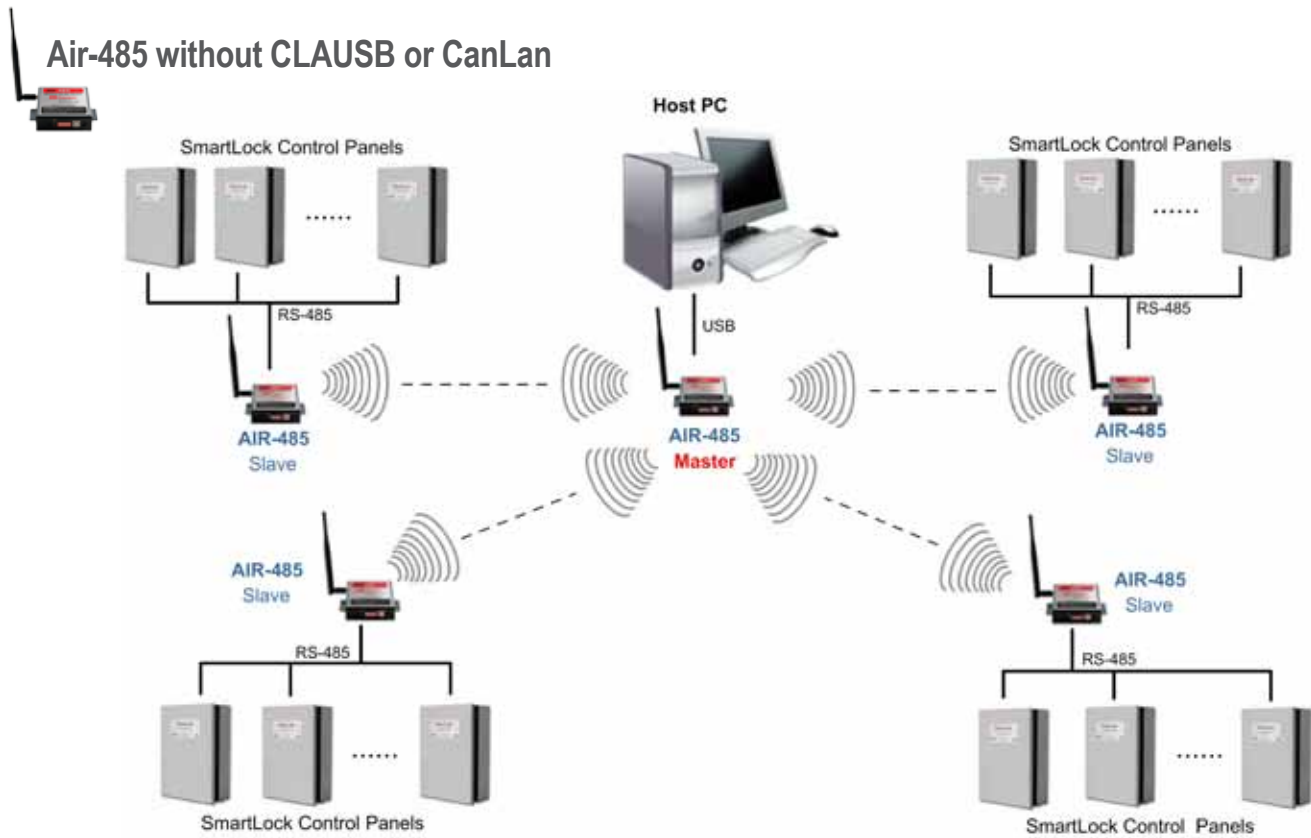 Air-485 without CLAUSB or CanLan
Host PC
SmartLock Control Panels
SmartLock Control Panels
......
......
RS-485
USB
RS-485
AIR-485
Slave
AIR-485
Master
AIR-485
Slave
AIR-485
Slave
AIR-485
Slave
RS-485
RS-485
......
......
SmartLock Control Panels
SmartLock Control Panels